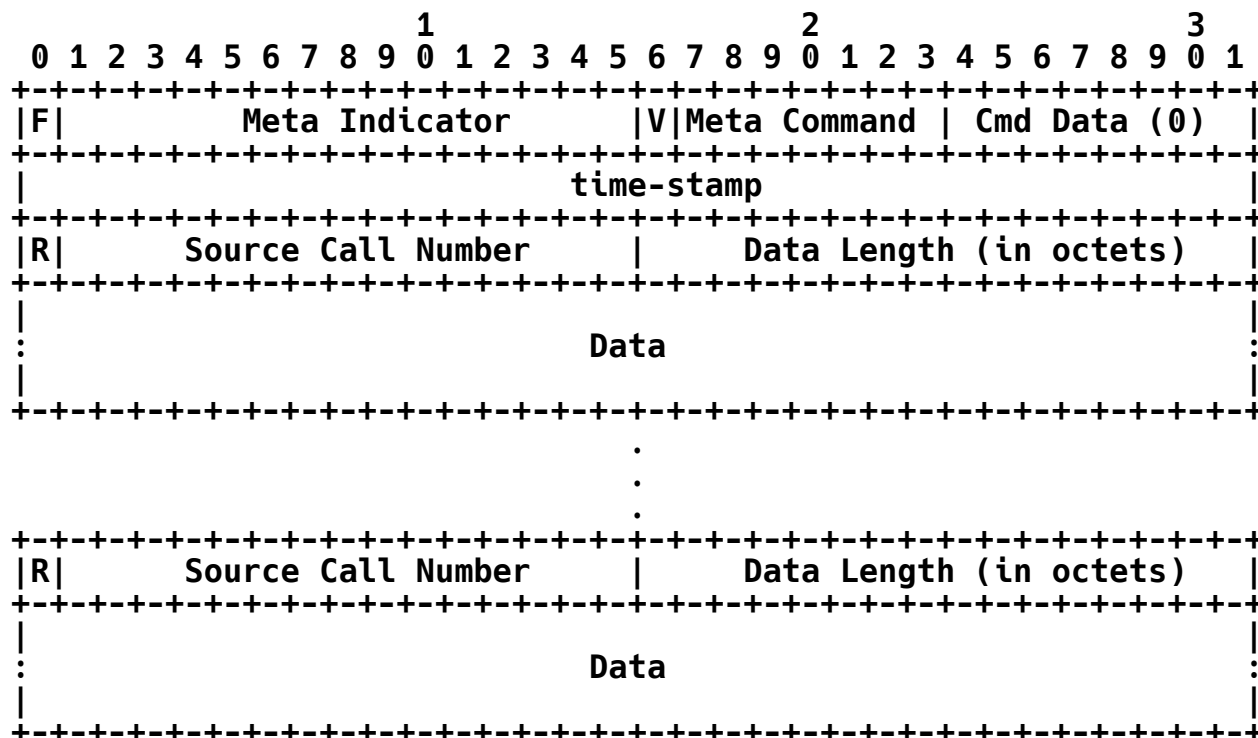 1                   2                   3
 0 1 2 3 4 5 6 7 8 9 0 1 2 3 4 5 6 7 8 9 0 1 2 3 4 5 6 7 8 9 0 1
+-+-+-+-+-+-+-+-+-+-+-+-+-+-+-+-+-+-+-+-+-+-+-+-+-+-+-+-+-+-+-+-+
|F|         Meta Indicator      |V|Meta Command | Cmd Data (0)  |
+-+-+-+-+-+-+-+-+-+-+-+-+-+-+-+-+-+-+-+-+-+-+-+-+-+-+-+-+-+-+-+-+
|                            time-stamp                         |
+-+-+-+-+-+-+-+-+-+-+-+-+-+-+-+-+-+-+-+-+-+-+-+-+-+-+-+-+-+-+-+-+
|R|      Source Call Number     |     Data Length (in octets)   |
+-+-+-+-+-+-+-+-+-+-+-+-+-+-+-+-+-+-+-+-+-+-+-+-+-+-+-+-+-+-+-+-+
|                                                               |
:                             Data                              :
|                                                               |
+-+-+-+-+-+-+-+-+-+-+-+-+-+-+-+-+-+-+-+-+-+-+-+-+-+-+-+-+-+-+-+-+
                                .
                                .
                                .
+-+-+-+-+-+-+-+-+-+-+-+-+-+-+-+-+-+-+-+-+-+-+-+-+-+-+-+-+-+-+-+-+
|R|      Source Call Number     |     Data Length (in octets)   |
+-+-+-+-+-+-+-+-+-+-+-+-+-+-+-+-+-+-+-+-+-+-+-+-+-+-+-+-+-+-+-+-+
|                                                               |
:                             Data                              :
|                                                               |
+-+-+-+-+-+-+-+-+-+-+-+-+-+-+-+-+-+-+-+-+-+-+-+-+-+-+-+-+-+-+-+-+